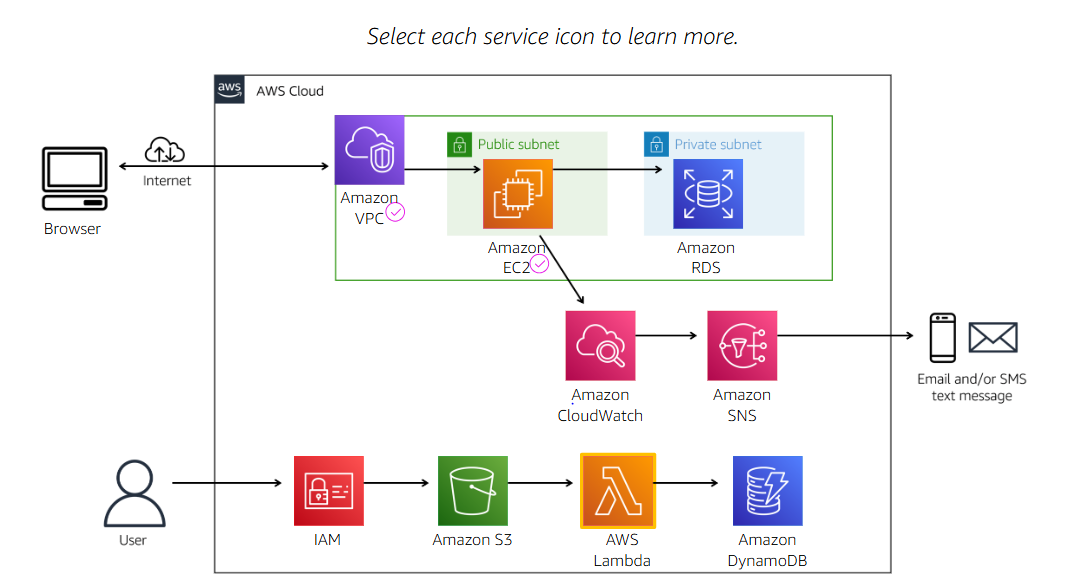 Select each service icon to learn more.
aws
AWS Cloud
Public subnet
Private subnet
Internet
Browser
Amazon
VPC
Amazon
EC2
Amazon
RDS
Amazon
CloudWatch
Amazon
SNS
Email and/or SMS
text message
User
IAM
Amazon S3
AWS
Lambda
Amazon
DynamoDB